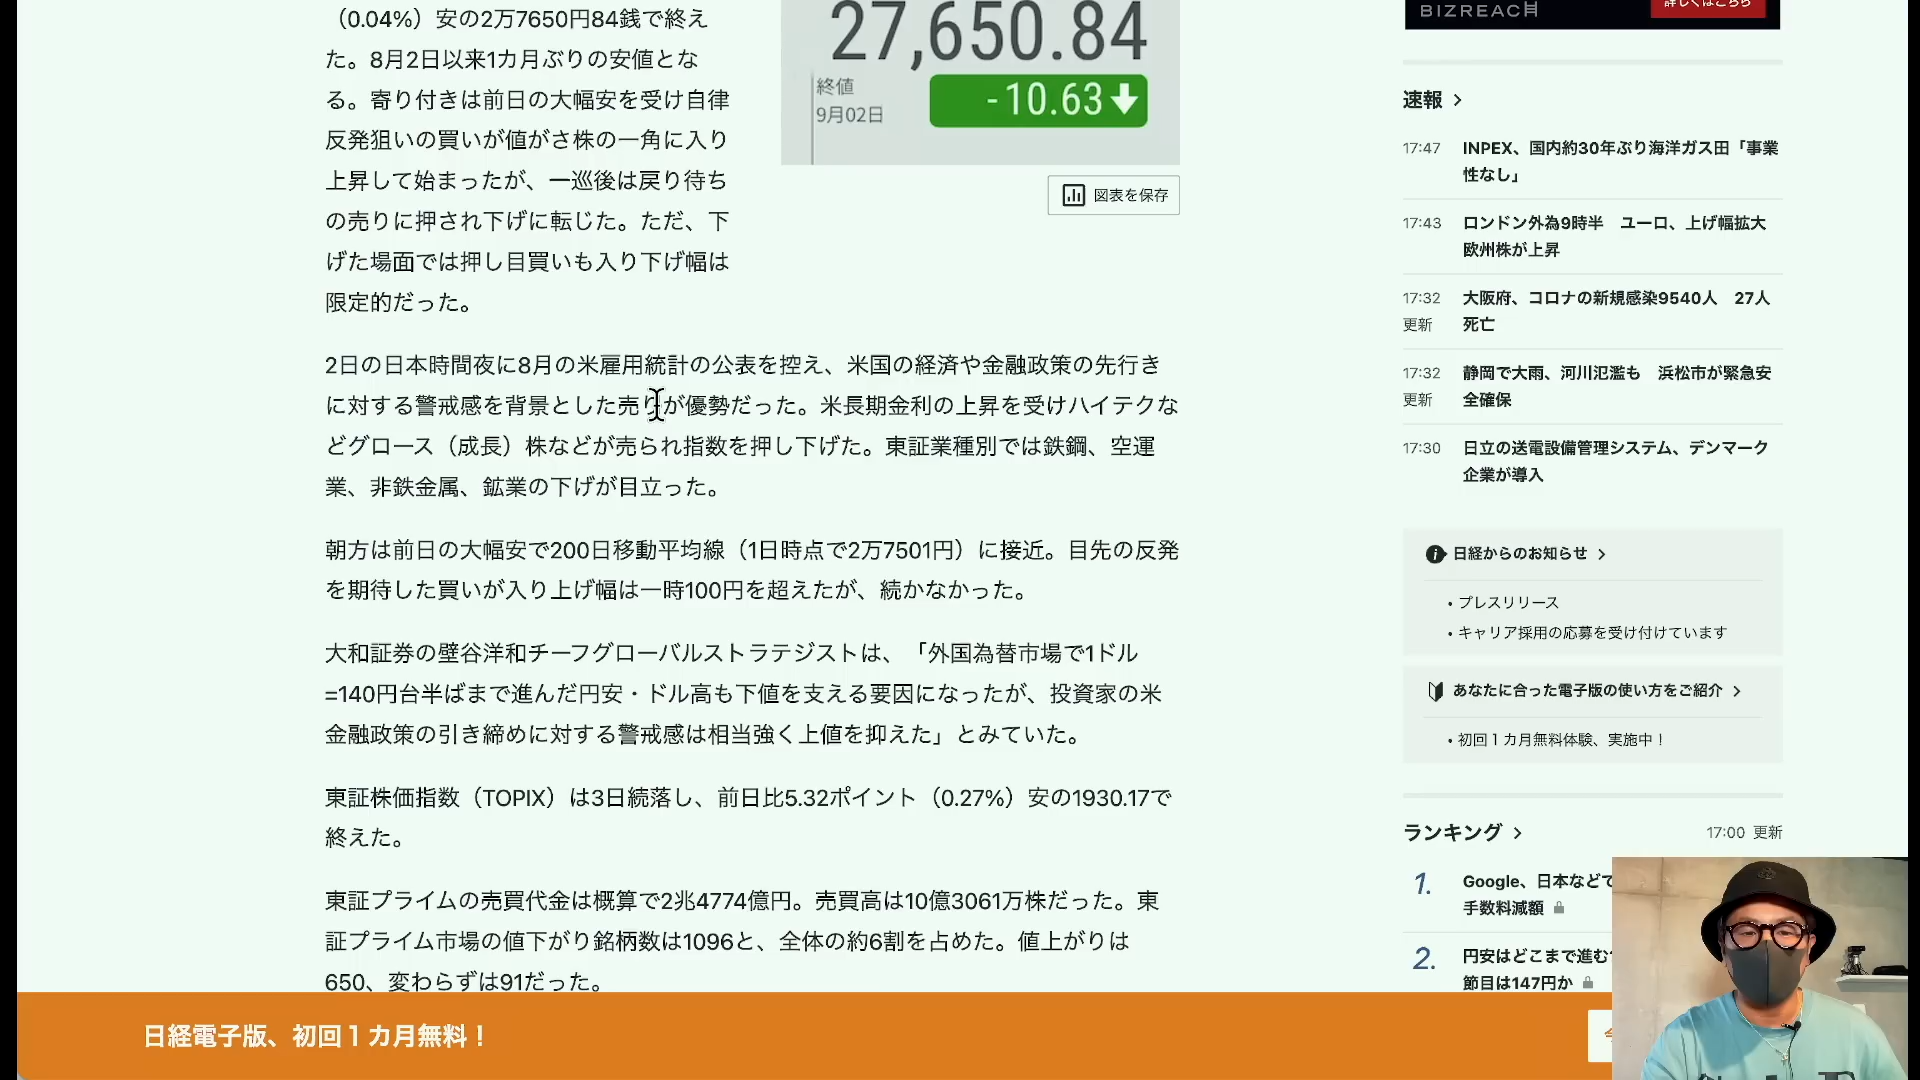 （0.04%）安の2万7650円84銭で終え
た。8月2日以来1カ月ぶりの安値とな
る。寄り付きは前日の大幅安を受け自律
反発狙いの買いが値がさ株の一角に入り
上昇して始まったが、一巡後は戻り待ち
の売りに押され下げに転じた。ただ、下
げた場面では押し目買いも入り下げ幅は
限定的だった。
27,650.84
終値
9月02日
-10.63
図表を保存
2日の日本時間夜に8月の米雇用統計の公表を控え、米国の経済や金融政策の先行き
に対する警戒感を背景とした売りが優勢だった。米長期金利の上昇を受けハイテクな
どグロース（成長）株などが売られ指数を押し下げた。東証業種別では鉄鋼、空運
業、非鉄金属、鉱業の下げが目立った。
朝方は前日の大幅安で200日移動平均線（1日時点で2万7501円）に接近。目先の反発
を期待した買いが入り上げ幅は一時100円を超えたが、続かなかった。
大和証券の壁谷洋和チーフグローバルストラテジストは、「外国為替市場で1ドル
=140円台半ばまで進んだ円安・ドル高も下値を支える要因になったが、投資家の米
金融政策の引き締めに対する警戒感は相当強く上値を抑えた」とみていた。
東証株価指数（TOPIX）は3日続落し、前日比5.32ポイント（0.27%）安の1930.17で
終えた。
東証プライムの売買代金は概算で2兆4774億円。売買高は10億3061万株だった。東
証プライム市場の値下がり銘柄数は1096と、全体の約6割を占めた。値上がりは
650、変わらずは91だった。
BIZREACH
詳しくはこちら
速報
17:47 INPEX、国内約30年ぶり海洋ガス田「事業
性なし」
17:43 ロンドン外為9時半　ユーロ、上げ幅拡大
欧州株が上昇
17:32 大阪府、コロナの新規感染9540人　27人
更新 死亡
17:32 静岡で大雨、河川氾濫も　浜松市が緊急安
更新 全確保
17:30 日立の送電設備管理システム、デンマーク
企業が導入
日経からのお知らせ
・プレスリリース
・キャリア採用の応募を受け付けています
あなたに合った電子版の使い方をご紹介
・初回１カ月無料体験、実施中！
ランキング
17:00 更新
1. Google、日本などで
手数料減額
2. 円安はどこまで進む
節目は147円か
日経電子版、初回１カ月無料！